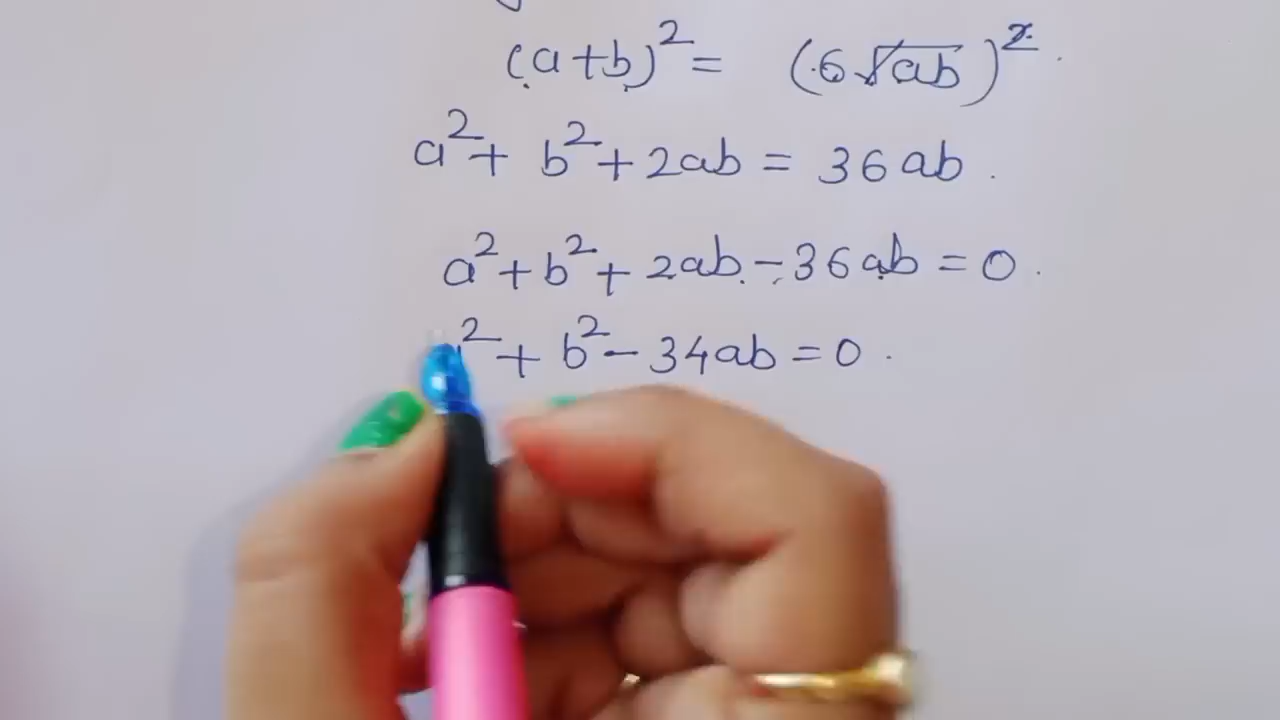 (a+b)² = (6√ab)².
a² + b² + 2ab = 36ab.
a² + b² + 2ab - 36ab = 0.
² + b² - 34ab = 0.